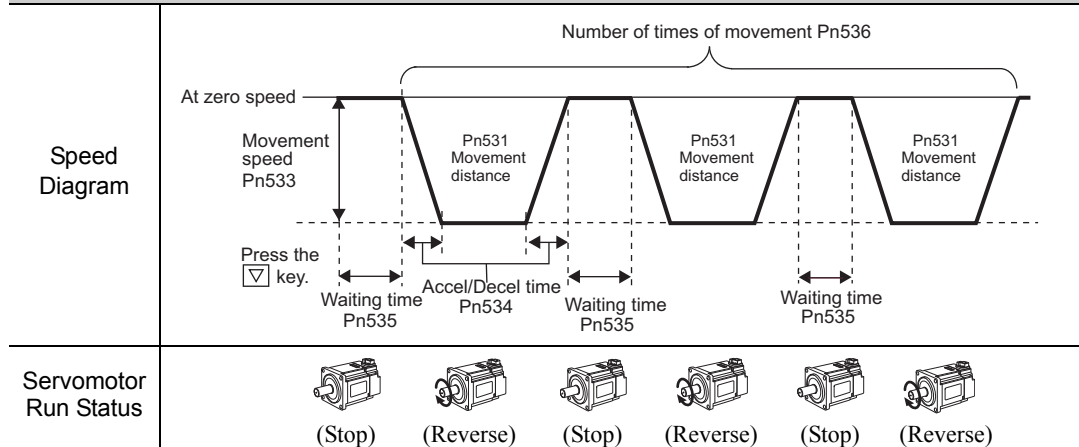 Number of times of movement Pn536
At zero speed
Speed
Diagram
Movement
speed
Pn533
Pn531
Movement
distance
Pn531
Movement
distance
Pn531
Movement
distance
Press the
▽ key.
Waiting time
Pn535
Accel/Decel time
Pn534
Waiting time
Pn535
Waiting time
Pn535
Servomotor
Run Status
(Stop) (Reverse) (Stop) (Reverse) (Stop) (Reverse)